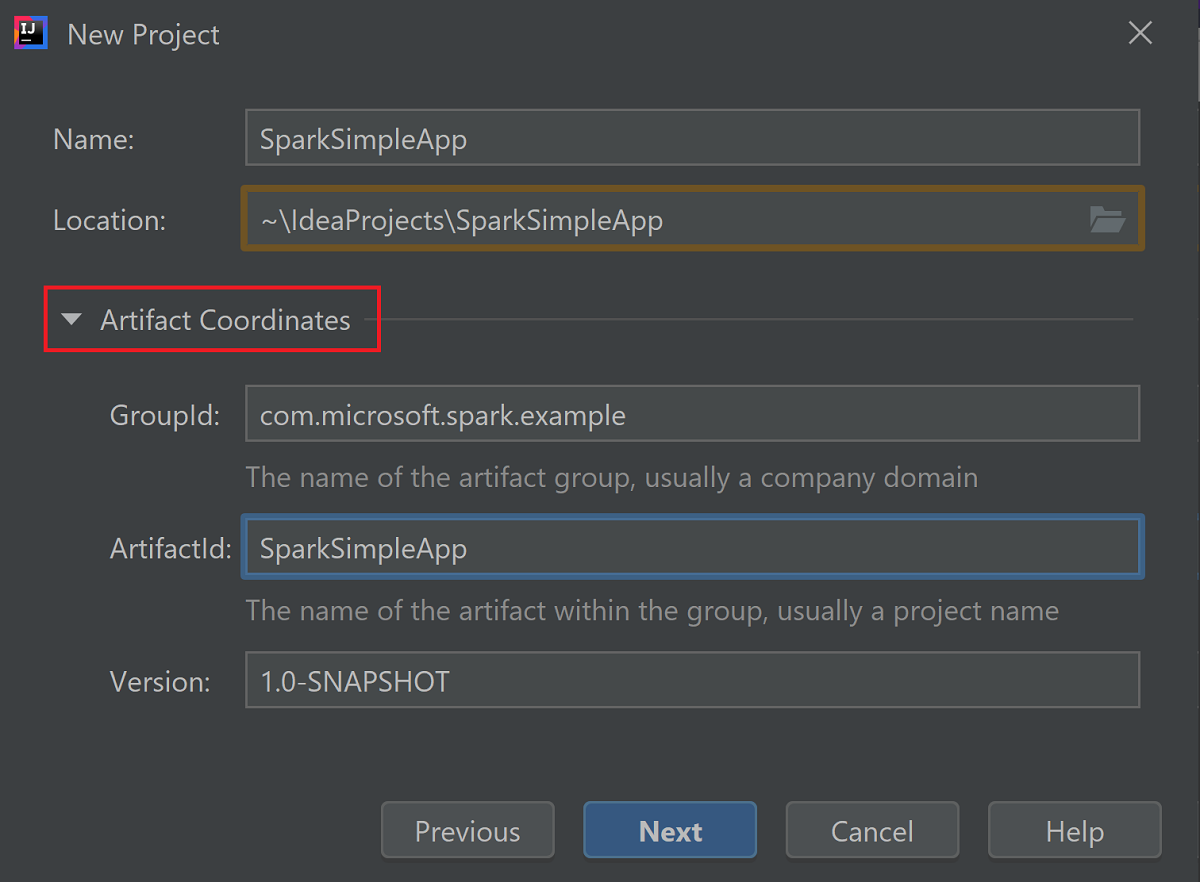 IJ
New Project
Name: SparkSimpleApp
Location: ~\IdeaProjects\SparkSimpleApp
Artifact Coordinates
GroupId: com.microsoft.spark.example
The name of the artifact group, usually a company domain
ArtifactId: SparkSimpleApp
The name of the artifact within the group, usually a project name
Version: 1.0-SNAPSHOT
Previous Next Cancel Help